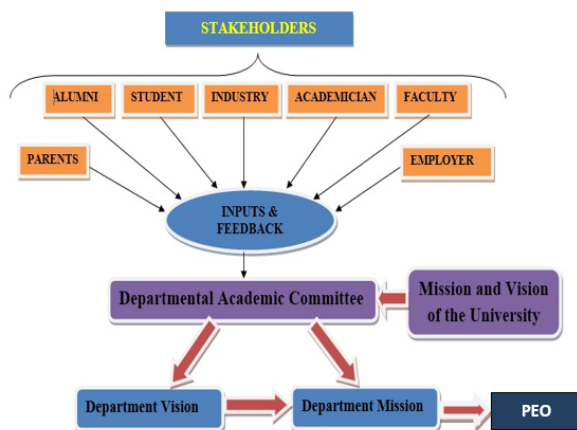 STAKEHOLDERS
ALUMNI
STUDENT
INDUSTRY
ACADEMICIAN
FACULTY
PARENTS
EMPLOYER
INPUTS &
FEEDBACK
Departmental Academic Committee
Mission and Vision
of the University
Department Vision
Department Mission
PEO